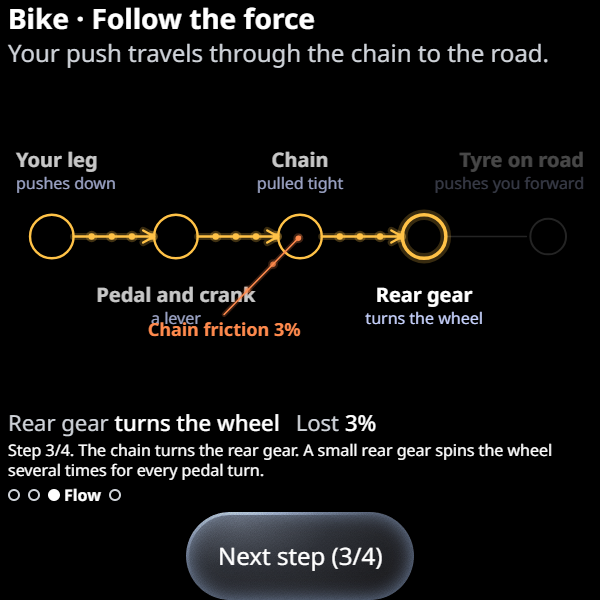 Bike · Follow the force
Your push travels through the chain to the road.
Your leg
pushes down
Chain
pulled tight
Tyre on road
pushes you forward
Pedal and crank
a lever
Chain friction 3%
Rear gear
turns the wheel
Rear gear turns the wheel Lost 3%
Step 3/4. The chain turns the rear gear. A small rear gear spins the wheel
several times for every pedal turn.
Flow
Next step (3/4)